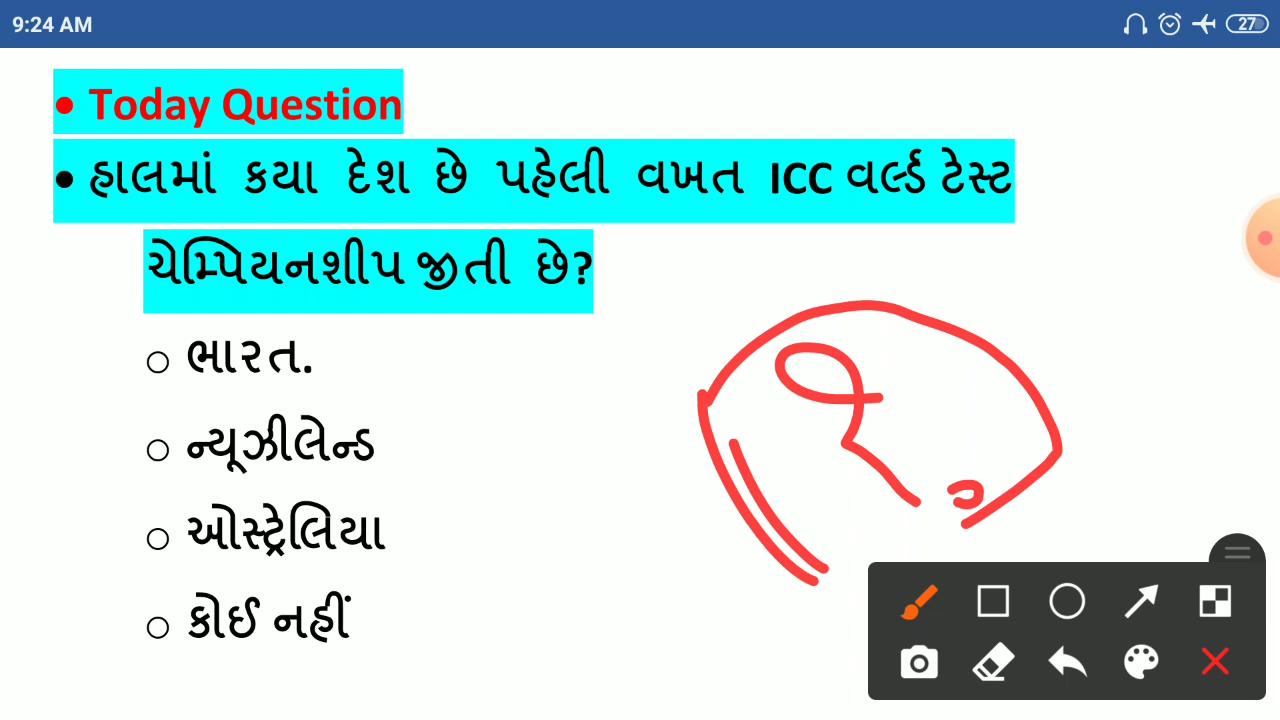 9:24 AM
27
• Today Question
• હાલમાં કયા દેશ છે પહેલી વખત ICC વર્લ્ડ ટેસ્ટ
ચેમ્પિયનશીપ જીતી છે?
○ ભારત.
○ ન્યૂઝીલેન્ડ
○ ઓસ્ટ્રેલિયા
○ કોઈ નહીં